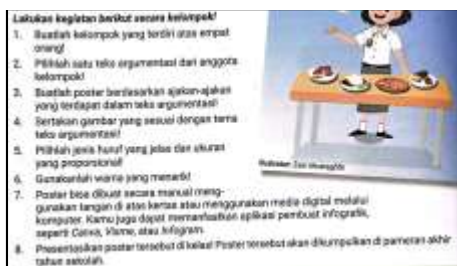 Lakukan kegiatan berikut secara kelompok!
1. Buatlah kelompok yang terdiri atas empat
orang!
2. Pilihlah satu teks argumentasi dari anggota
kelompok!
3. Buatlah poster berdasarkan ajakan-ajakan
yang terdapat dalam teks argumentasi!
4. Sertakan gambar yang sesuai dengan tema
teks argumentasi!
5. Pilihlah jenis huruf yang jelas dan ukuran
yang proporsional!
6. Gunakanlah warna yang menarik!
7. Poster bisa dibuat secara manual meng-
gunakan tangan di atas kertas atau menggunakan media digital melalui
komputer. Kamu juga dapat memanfaatkan aplikasi pembuat infografik,
seperti Canva, Visme, atau Infogram.
8. Presentasikan poster tersebut di kelas! Poster tersebut akan dikumpulkan di pameran akhir
tahun sekolah.